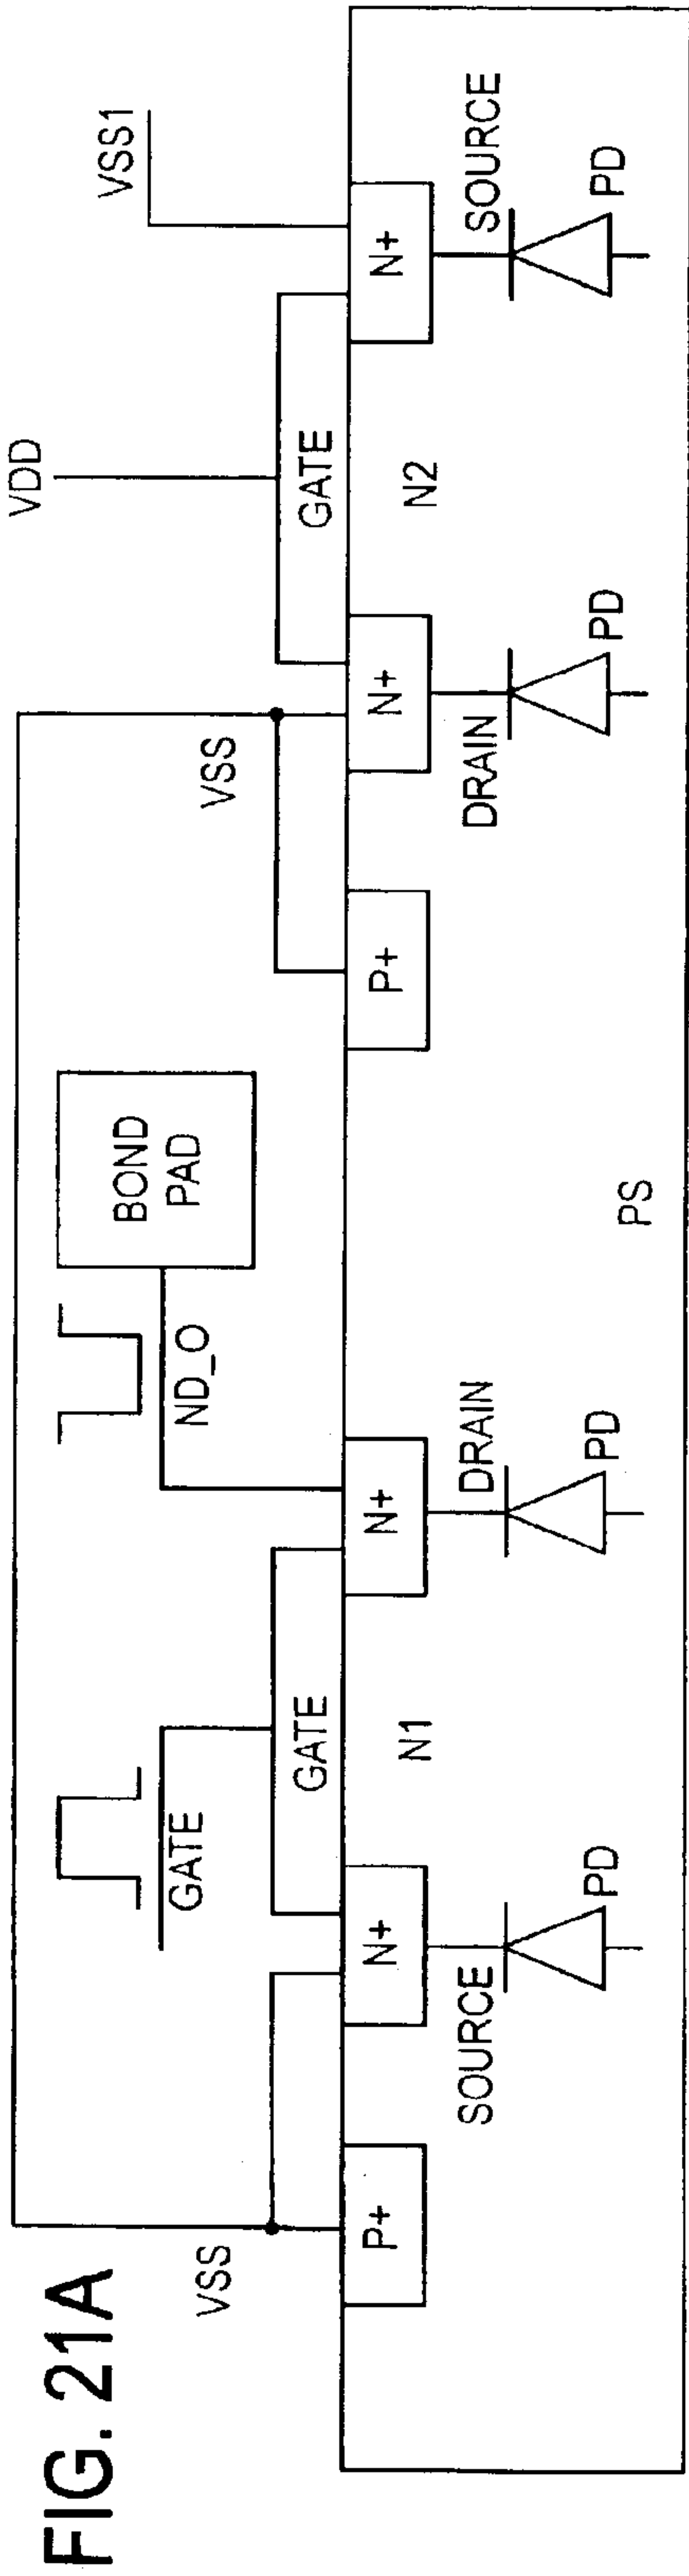 FIG. 21A
VDD
BOND
PAD
GATE
ND_O
VSS
VSS
VSS1
P+
N+
GATE
N+
P+
N+
GATE
N+
SOURCE
N1
DRAIN
DRAIN
N2
SOURCE
PD
PD
PD
PD
PS